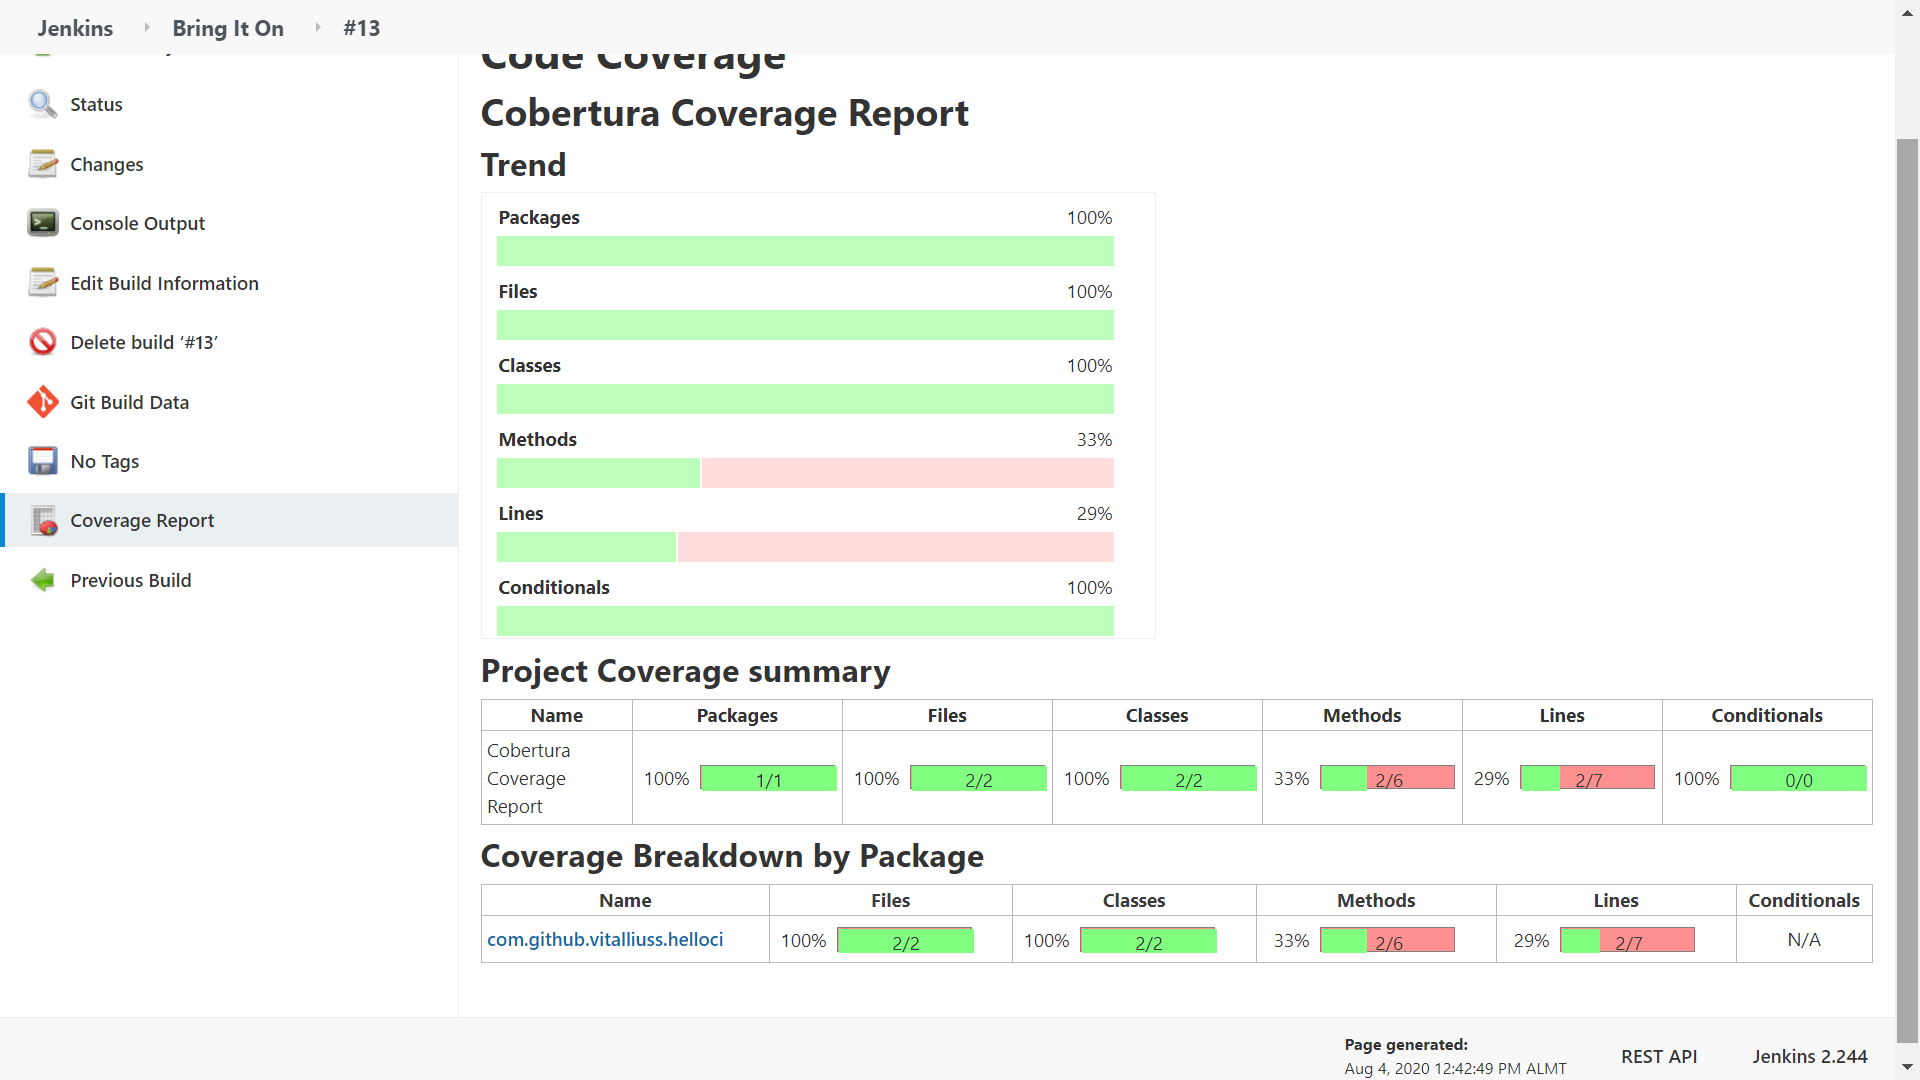 Jenkins Bring It On #13
Code Coverage
Status
Changes
Console Output
Edit Build Information
Delete build ‘#13’
Git Build Data
No Tags
Coverage Report
Previous Build
Cobertura Coverage Report
Trend
Packages 100%
Files 100%
Classes 100%
Methods 33%
Lines 29%
Conditionals 100%
Project Coverage summary
Name Packages Files Classes Methods Lines Conditionals
Cobertura Coverage Report 100% 1/1 100% 2/2 100% 2/2 33% 2/6 29% 2/7 100% 0/0
Coverage Breakdown by Package
Name Files Classes Methods Lines Conditionals
com.github.vitalliuss.helloci 100% 2/2 100% 2/2 33% 2/6 29% 2/7 N/A
Page generated:
Aug 4, 2020 12:42:49 PM ALMT
REST API Jenkins 2.244